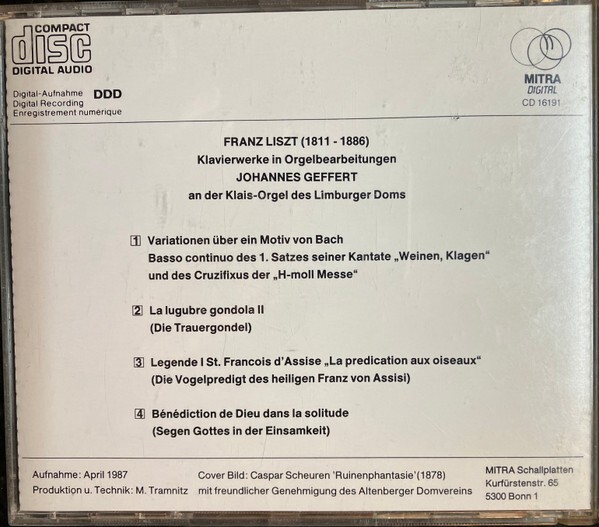 COMPACT
disc
DIGITAL AUDIO
MITRA
DIGITAL
CD 16191
Digital-Aufnahme DDD
Digital Recording
Enregistrement numérique
FRANZ LISZT (1811 - 1886)
Klavierwerke in Orgelbearbeitungen
JOHANNES GEFFERT
an der Klais-Orgel des Limburger Doms
1 Variationen über ein Motiv von Bach
Basso continuo des 1. Satzes seiner Kantate „Weinen, Klagen“
und des Cruzifixus der „H-moll Messe“
2 La lugubre gondola II
(Die Trauergondel)
3 Legende I St. Francois d'Assise „La predication aux oiseaux“
(Die Vogelpredigt des heiligen Franz von Assisi)
4 Bénédiction de Dieu dans la solitude
(Segen Gottes in der Einsamkeit)
Aufnahme: April 1987
Produktion u. Technik: M. Tramnitz
Cover Bild: Caspar Scheuren 'Ruinenphantasie' (1878)
mit freundlicher Genehmigung des Altenberger Domvereins
MITRA Schallplatten
Kurfürstenstr. 65
5300 Bonn 1